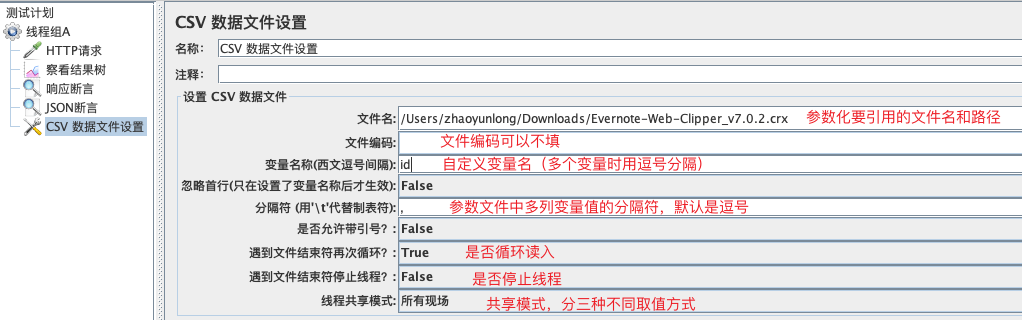 测试计划
线程组A
HTTP请求
察看结果树
响应断言
JSON断言
CSV 数据文件设置
CSV 数据文件设置
名称: CSV 数据文件设置
注释:
设置 CSV 数据文件
文件名: /Users/zhaoyunlong/Downloads/Evernote-Web-Clipper_v7.0.2.crx 参数化要引用的文件名和路径
文件编码: 文件编码可以不填
变量名称(西文逗号间隔): id 自定义变量名（多个变量时用逗号分隔）
忽略首行(只在设置了变量名称后才生效): False
分隔符 (用'\t'代替制表符): , 参数文件中多列变量值的分隔符，默认是逗号
是否允许带引号?: False
遇到文件结束符再次循环?: True 是否循环读入
遇到文件结束符停止线程?: False 是否停止线程
线程共享模式: 所有现场 共享模式，分三种不同取值方式